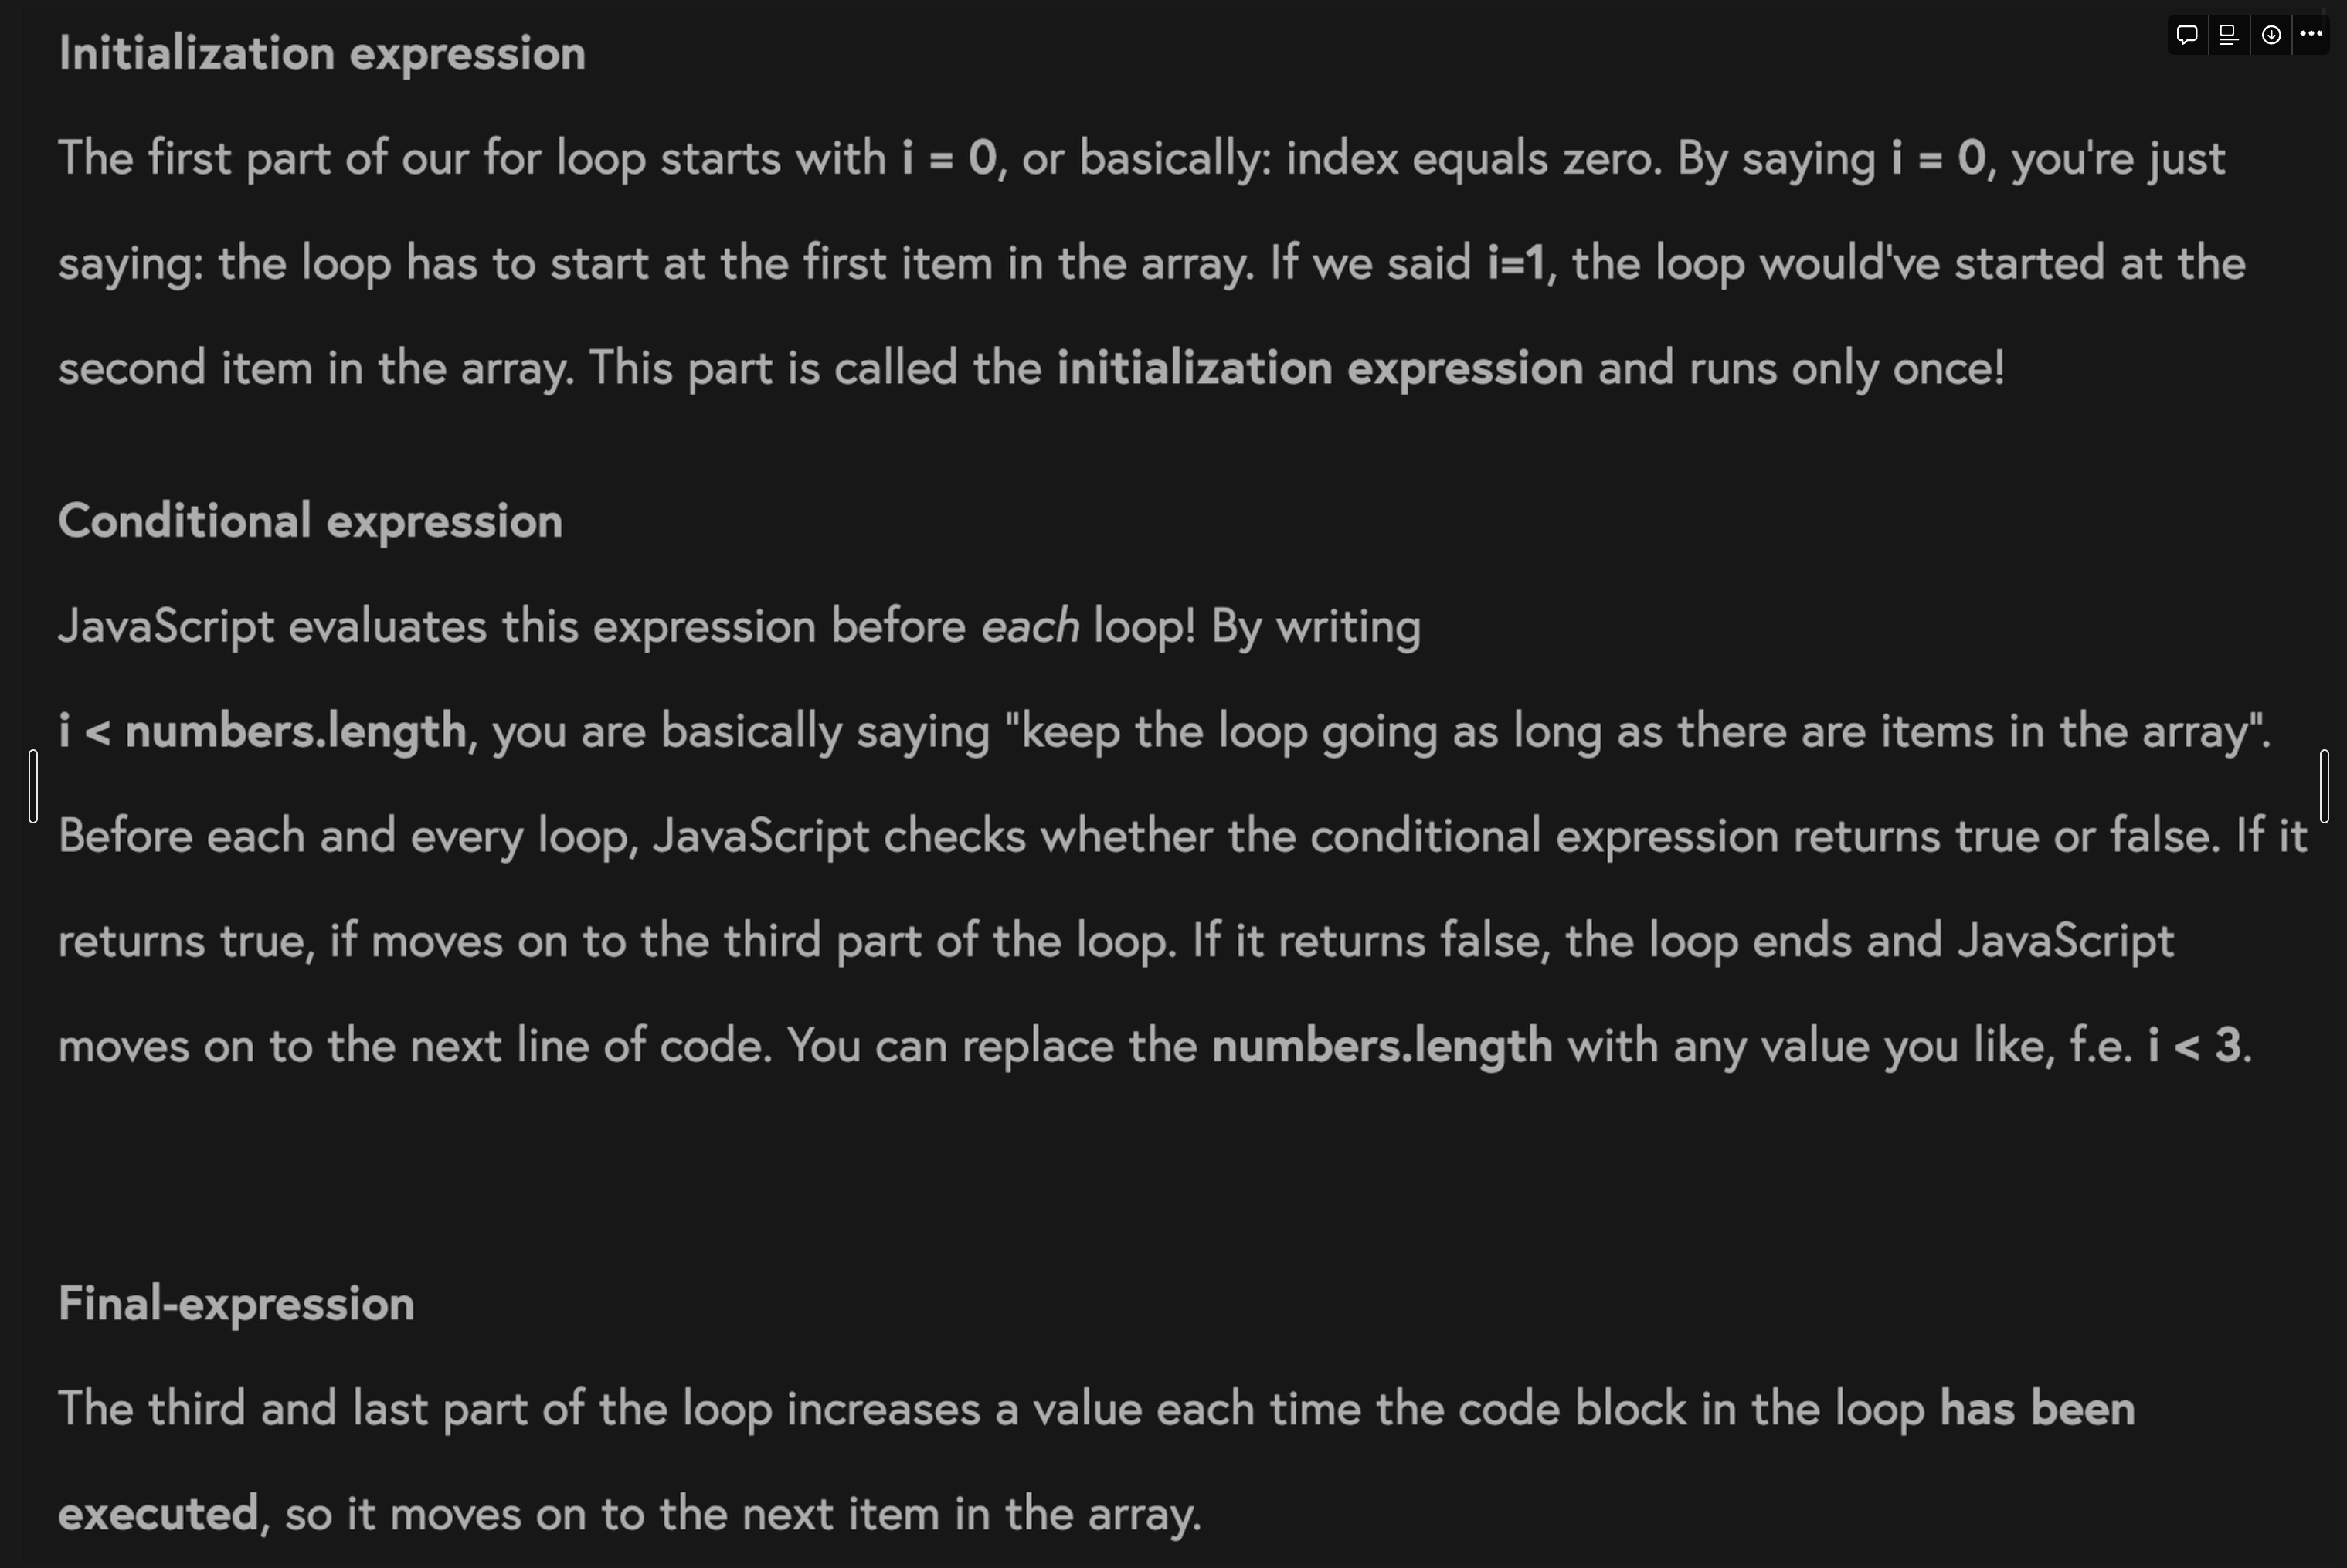 Initialization expression
The first part of our for loop starts with i = 0, or basically: index equals zero. By saying i = 0, you're just
saying: the loop has to start at the first item in the array. If we said i=1, the loop would've started at the
second item in the array. This part is called the initialization expression and runs only once!
Conditional expression
JavaScript evaluates this expression before each loop! By writing
i < numbers.length, you are basically saying "keep the loop going as long as there are items in the array".
Before each and every loop, JavaScript checks whether the conditional expression returns true or false. If it
returns true, if moves on to the third part of the loop. If it returns false, the loop ends and JavaScript
moves on to the next line of code. You can replace the numbers.length with any value you like, f.e. i < 3.
Final-expression
The third and last part of the loop increases a value each time the code block in the loop has been
executed, so it moves on to the next item in the array.